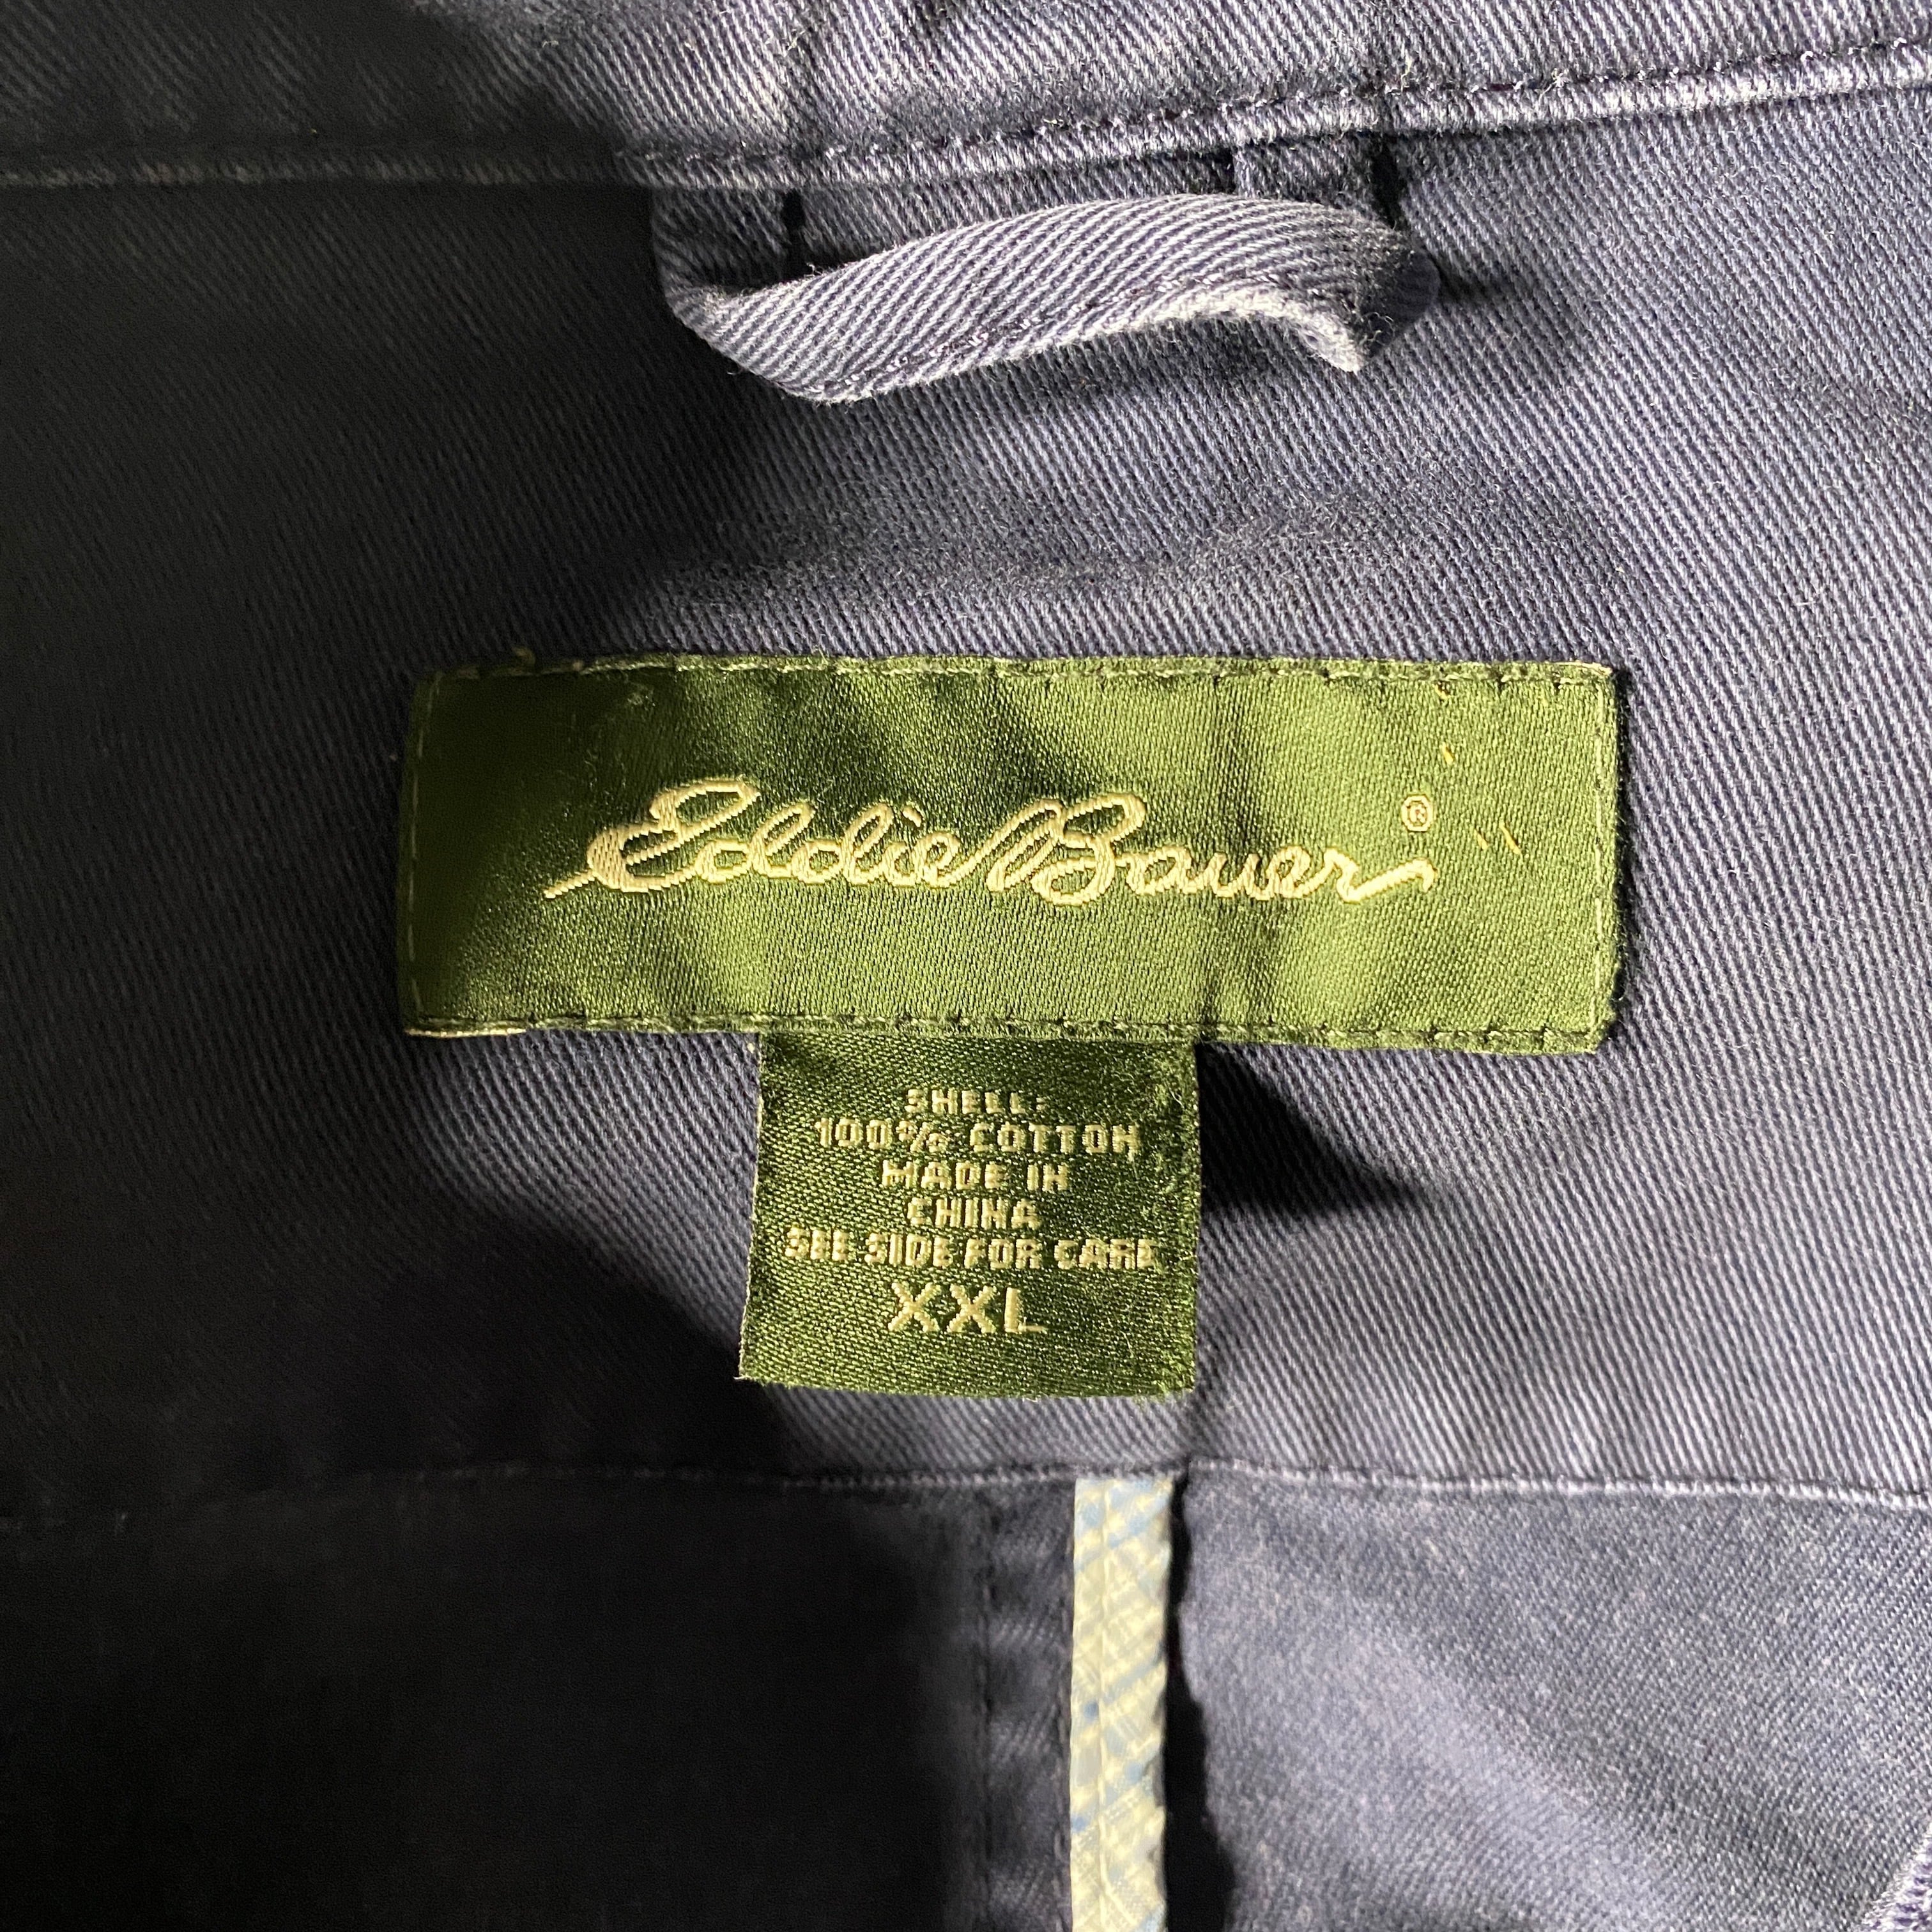 Eddie Bauer®
SHELL:
100% COTTON
MADE IN
CHINA
SEE SIDE FOR CARE
XXL